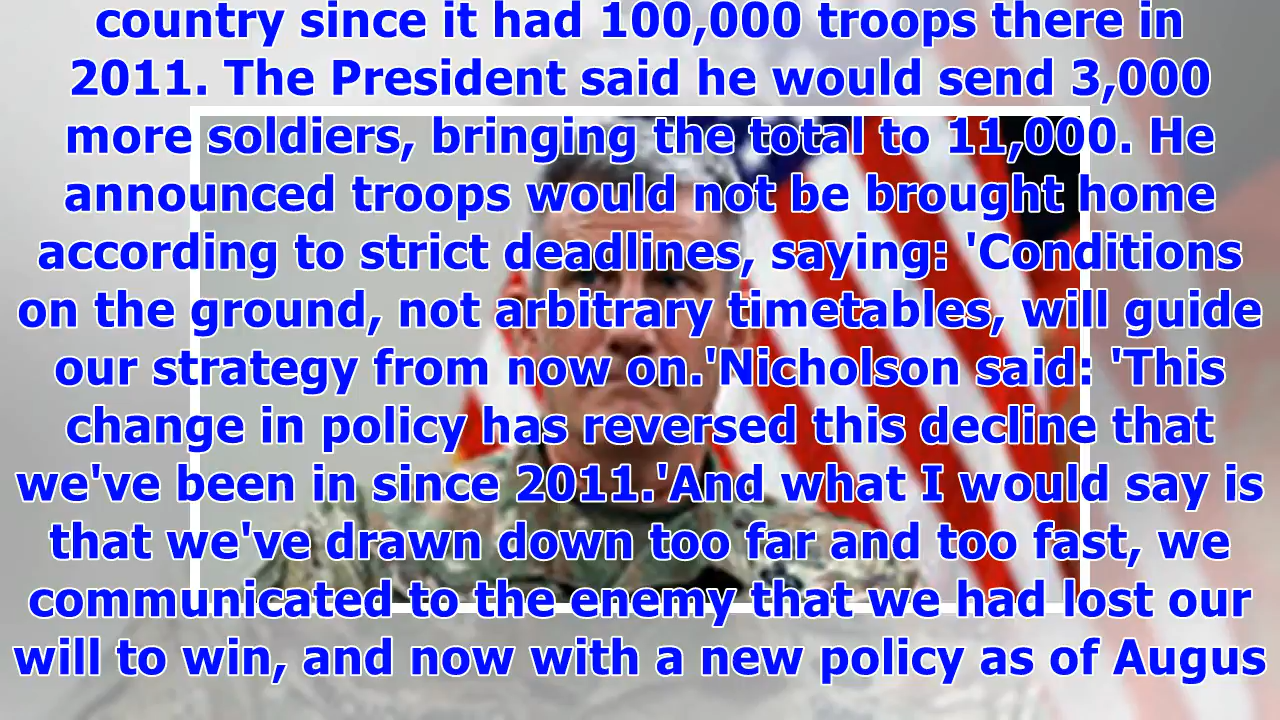 country since it had 100,000 troops there in
2011. The President said he would send 3,000
more soldiers, bringing the total to 11,000. He
announced troops would not be brought home
according to strict deadlines, saying: 'Conditions
on the ground, not arbitrary timetables, will guide
our strategy from now on.'Nicholson said: 'This
change in policy has reversed this decline that
we've been in since 2011.'And what I would say is
that we've drawn down too far and too fast, we
communicated to the enemy that we had lost our
will to win, and now with a new policy as of Augus